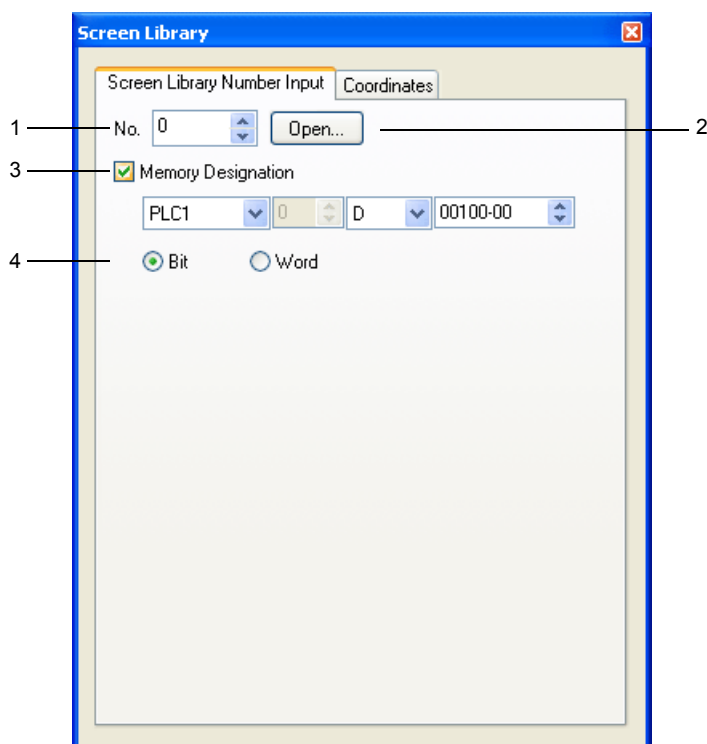 Screen Library
Screen Library Number Input Coordinates
1 No. 0 Open... 2
3 Memory Designation
PLC1 0 D 00100-00
4 Bit Word